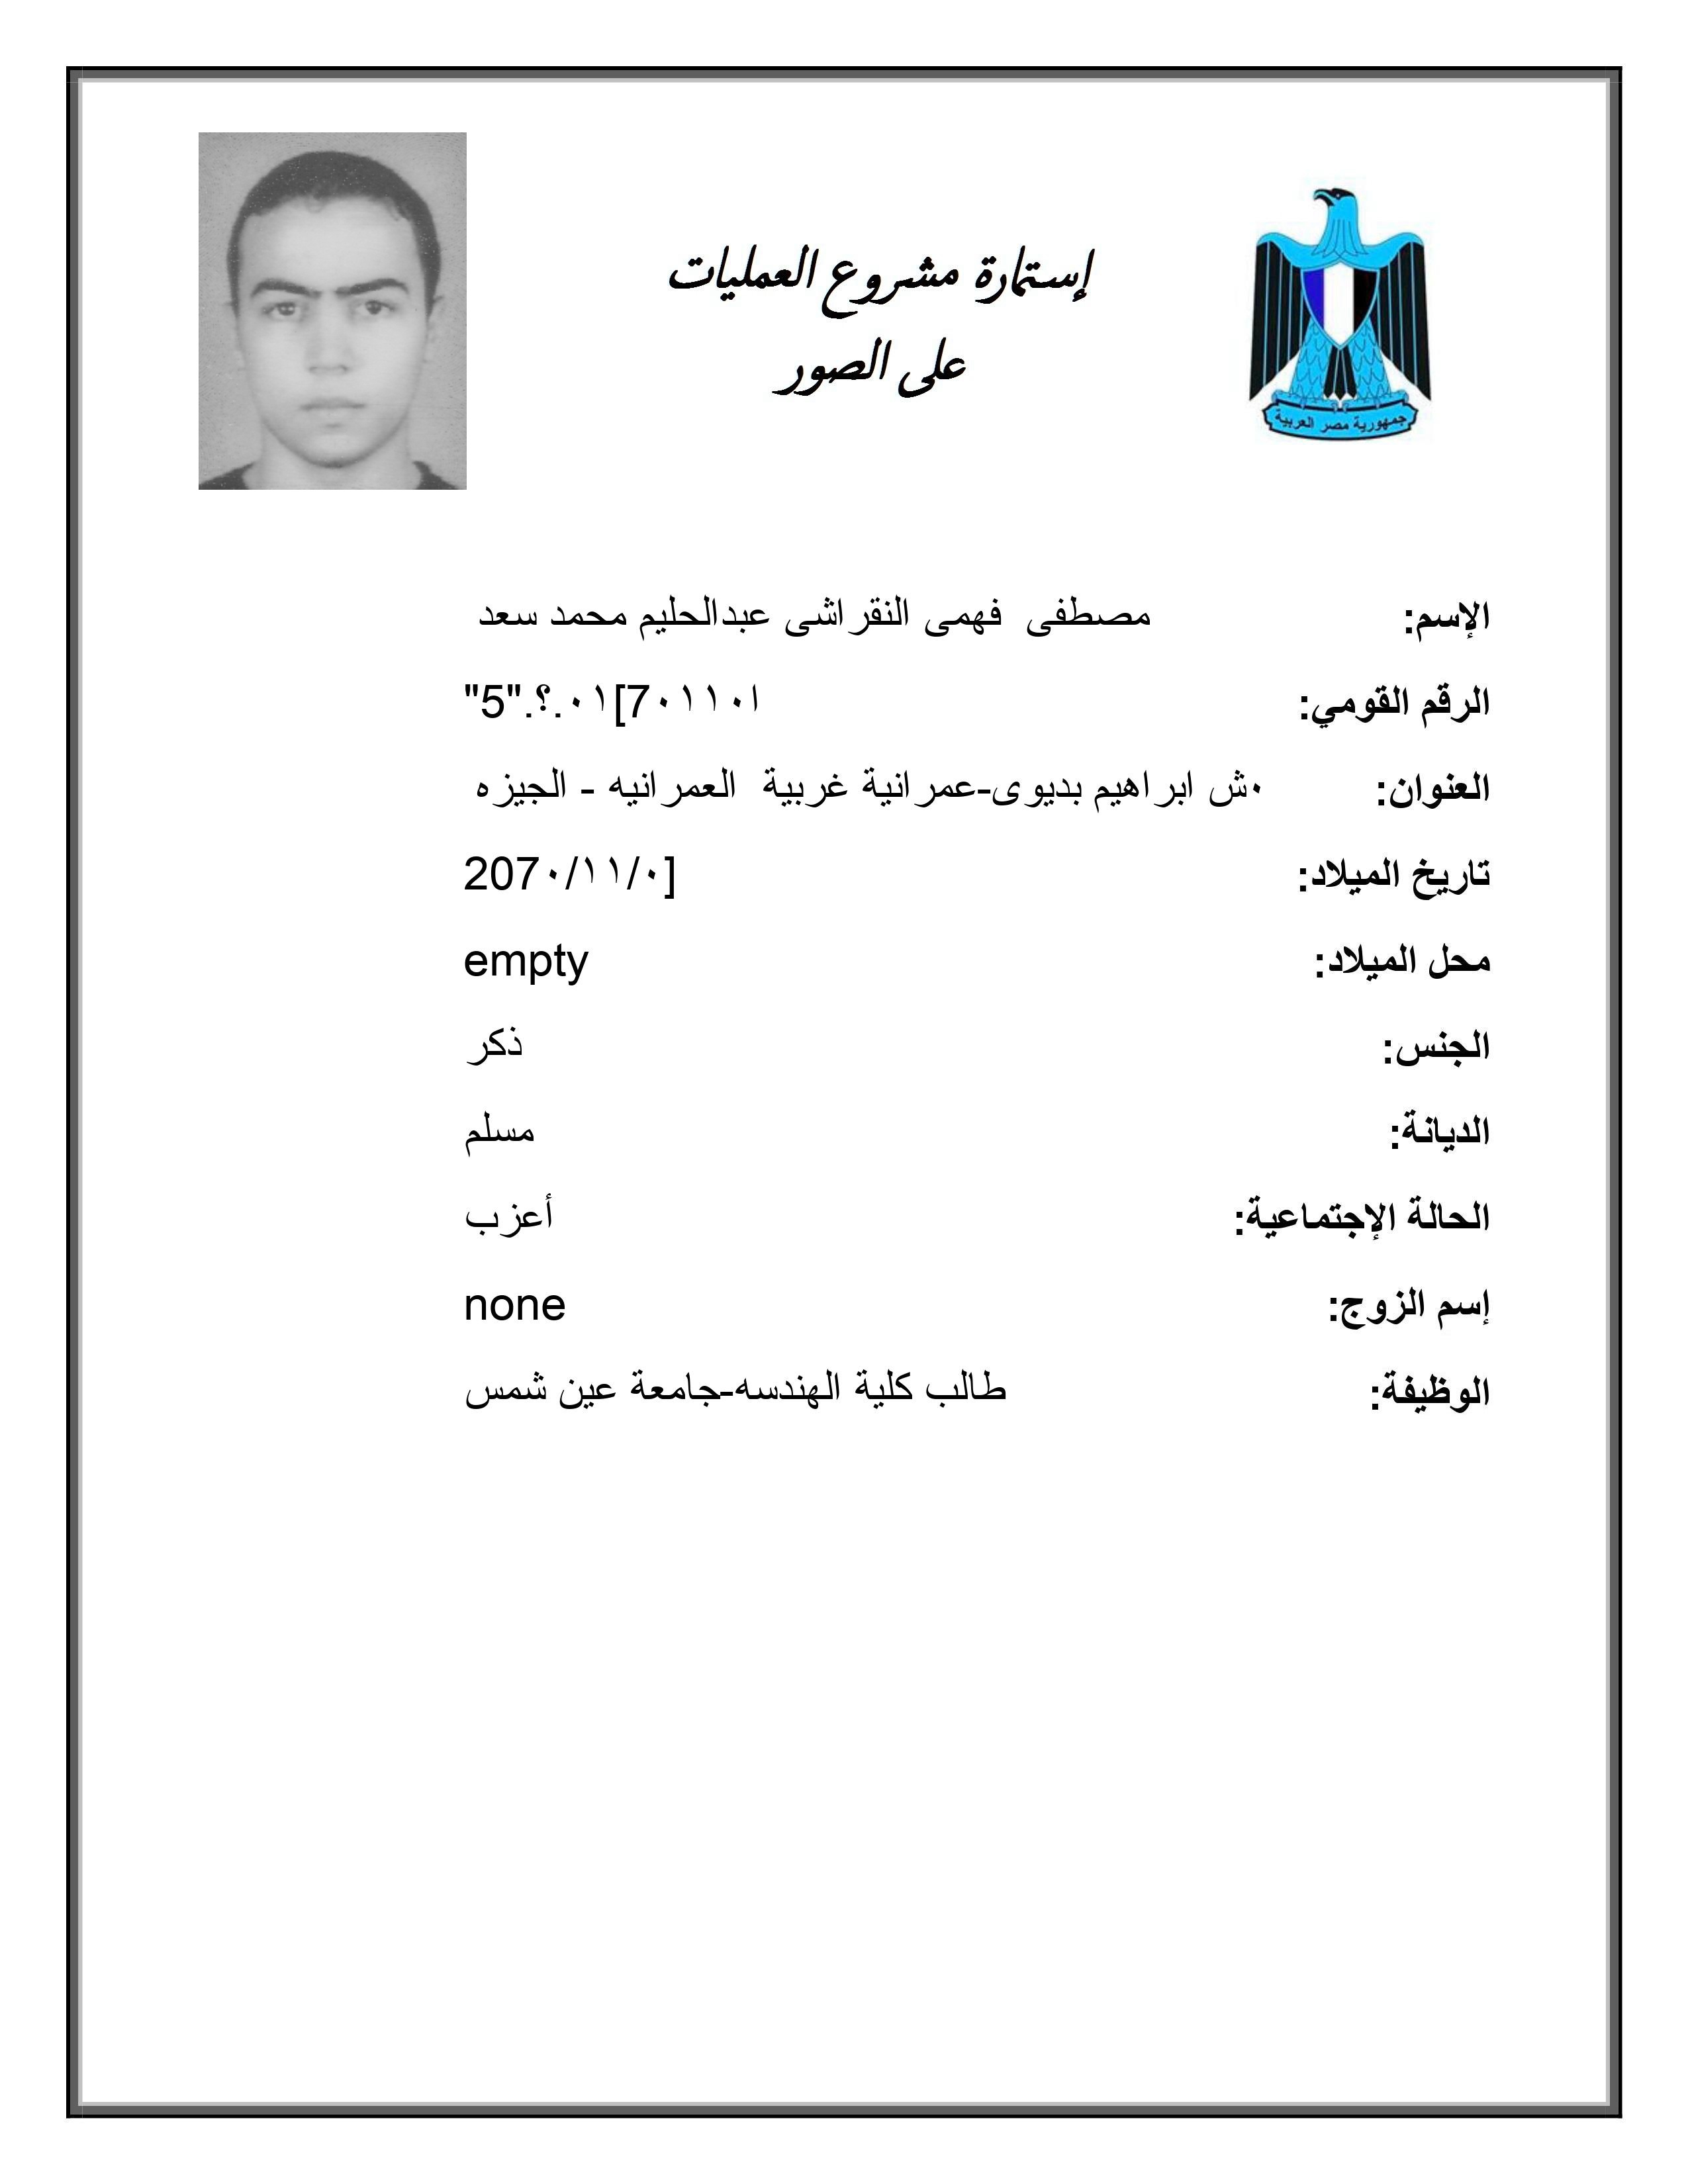 إستمارة مشروع العمليات
على الصور
جمهورية مصر العربية
الإسم: مصطفى فهمى النقراشى عبدالحليم محمد سعد
الرقم القومي: "5".؟.٠١[7٠١١٠ا
العنوان: ٠ش ابراهيم بديوى-عمرانية غربية العمرانيه - الجيزه
تاريخ الميلاد: 207٠/١١/٠]
محل الميلاد: empty
الجنس: ذكر
الديانة: مسلم
الحالة الإجتماعية: أعزب
إسم الزوج: none
الوظيفة: طالب كلية الهندسه-جامعة عين شمس